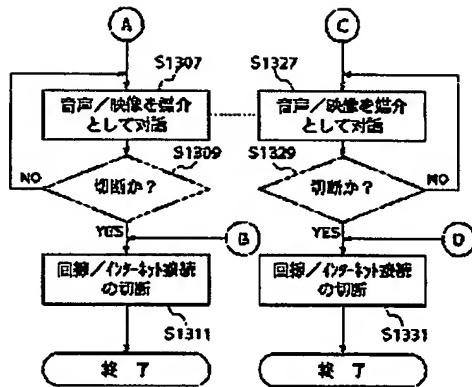 A
C
S1307
S1327
音声/映像を媒介
として対話
音声/映像を媒介
として対話
S1309
S1329
切断か?
切断か?
NO
NO
YES
B
YES
D
回線/インターネット接続
の切断
回線/インターネット接続
の切断
S1311
S1331
終了
終了